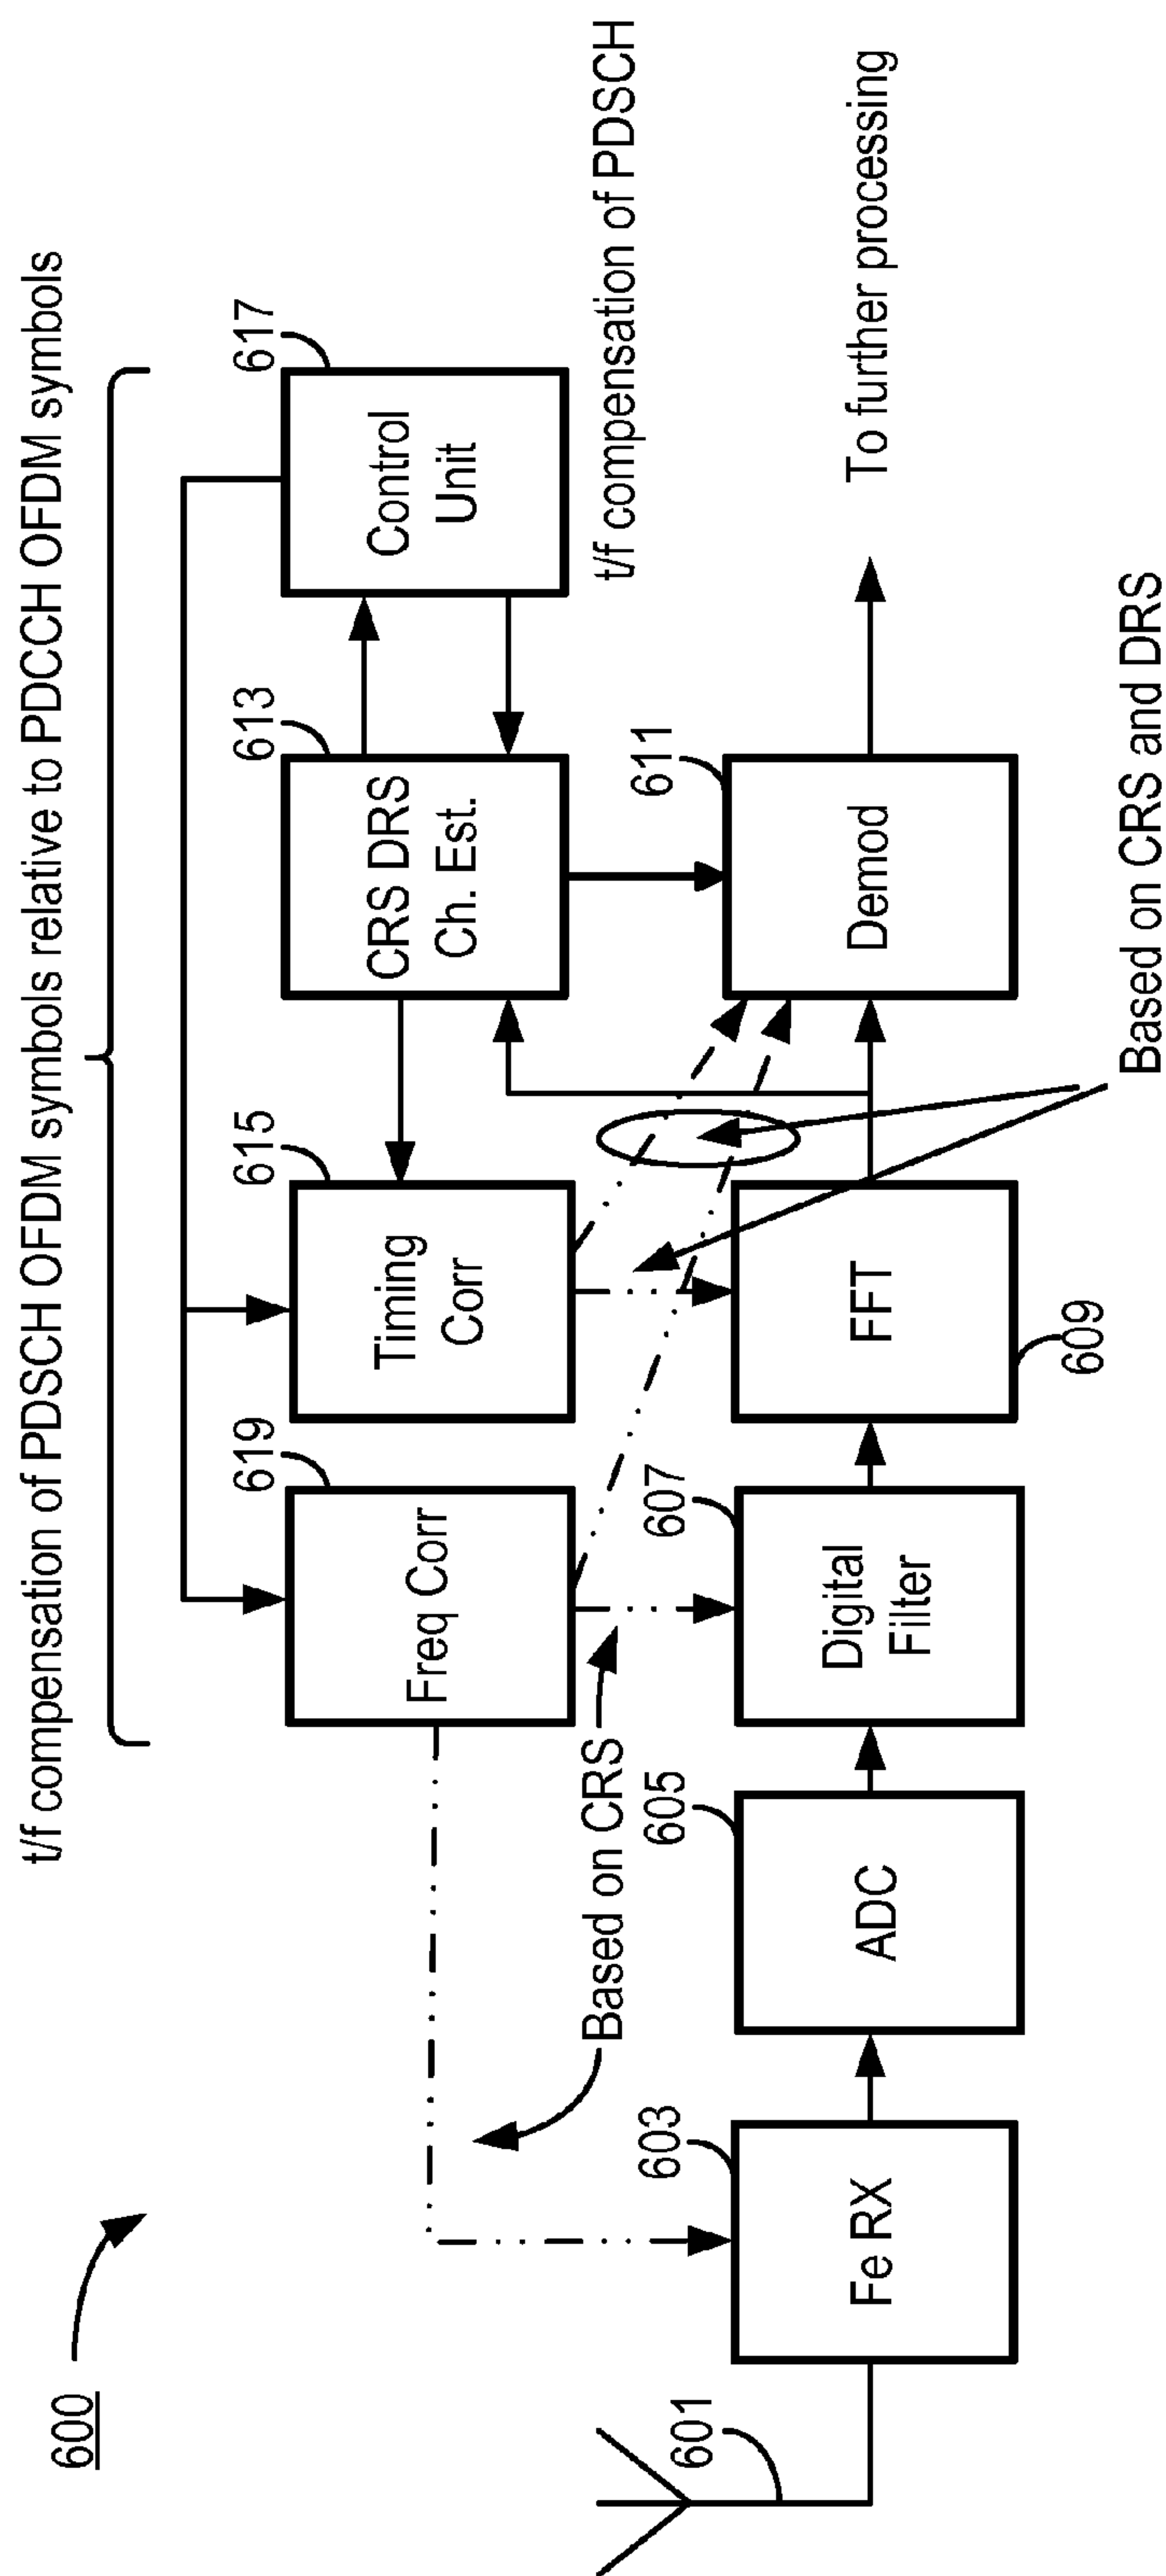 600
t/f compensation of PDSCH OFDM symbols relative to PDCCH OFDM symbols
619
Freq Corr
615
Timing
Corr
613
CRS DRS
Ch. Est.
617
Control
Unit
t/f compensation of PDSCH
Based on CRS
601
603
Fe RX
605
ADC
607
Digital
Filter
FFT
609
611
Demod
To further processing
Based on CRS and DRS